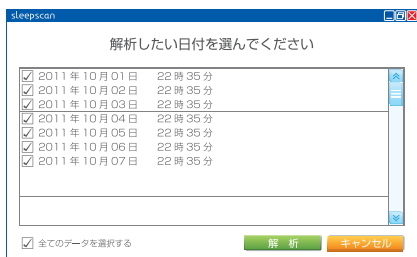 sleepscan
解析したい日付を選んでください
2011年10月01日 22時35分
2011年10月02日 22時35分
2011年10月03日 22時35分
2011年10月04日 22時35分
2011年10月05日 22時35分
2011年10月06日 22時35分
2011年10月07日 22時35分
全てのデータを選択する
解析 キャンセル